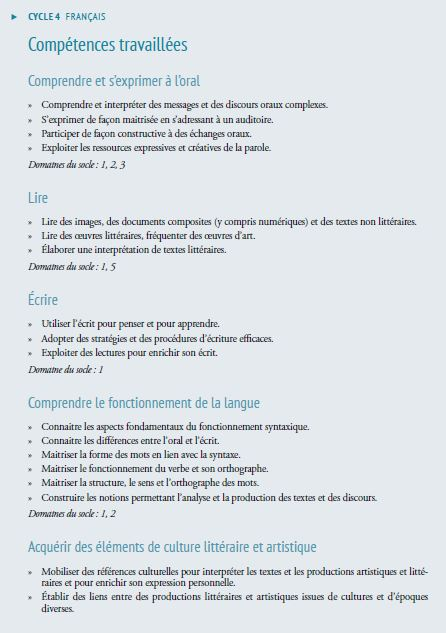 ► CYCLE 4 FRANÇAIS
Compétences travaillées
Comprendre et s'exprimer à l'oral
» Comprendre et interpréter des messages et des discours oraux complexes.
» S'exprimer de façon maitrisée en s'adressant à un auditoire.
» Participer de façon constructive à des échanges oraux.
» Exploiter les ressources expressives et créatives de la parole.
Domaines du socle : 1, 2, 3
Lire
» Lire des images, des documents composites (y compris numériques) et des textes non littéraires.
» Lire des œuvres littéraires, fréquenter des œuvres d'art.
» Élaborer une interprétation de textes littéraires.
Domaines du socle : 1, 5
Écrire
» Utiliser l'écrit pour penser et pour apprendre.
» Adopter des stratégies et des procédures d'écriture efficaces.
» Exploiter des lectures pour enrichir son écrit.
Domaine du socle : 1
Comprendre le fonctionnement de la langue
» Connaitre les aspects fondamentaux du fonctionnement syntaxique.
» Connaitre les différences entre l'oral et l'écrit.
» Maitriser la forme des mots en lien avec la syntaxe.
» Maitriser le fonctionnement du verbe et son orthographe.
» Maitriser la structure, le sens et l'orthographe des mots.
» Construire les notions permettant l'analyse et la production des textes et des discours.
Domaines du socle : 1, 2
Acquérir des éléments de culture littéraire et artistique
» Mobiliser des références culturelles pour interpréter les textes et les productions artistiques et litté-
raires et pour enrichir son expression personnelle.
» Établir des liens entre des productions littéraires et artistiques issues de cultures et d'époques
diverses.